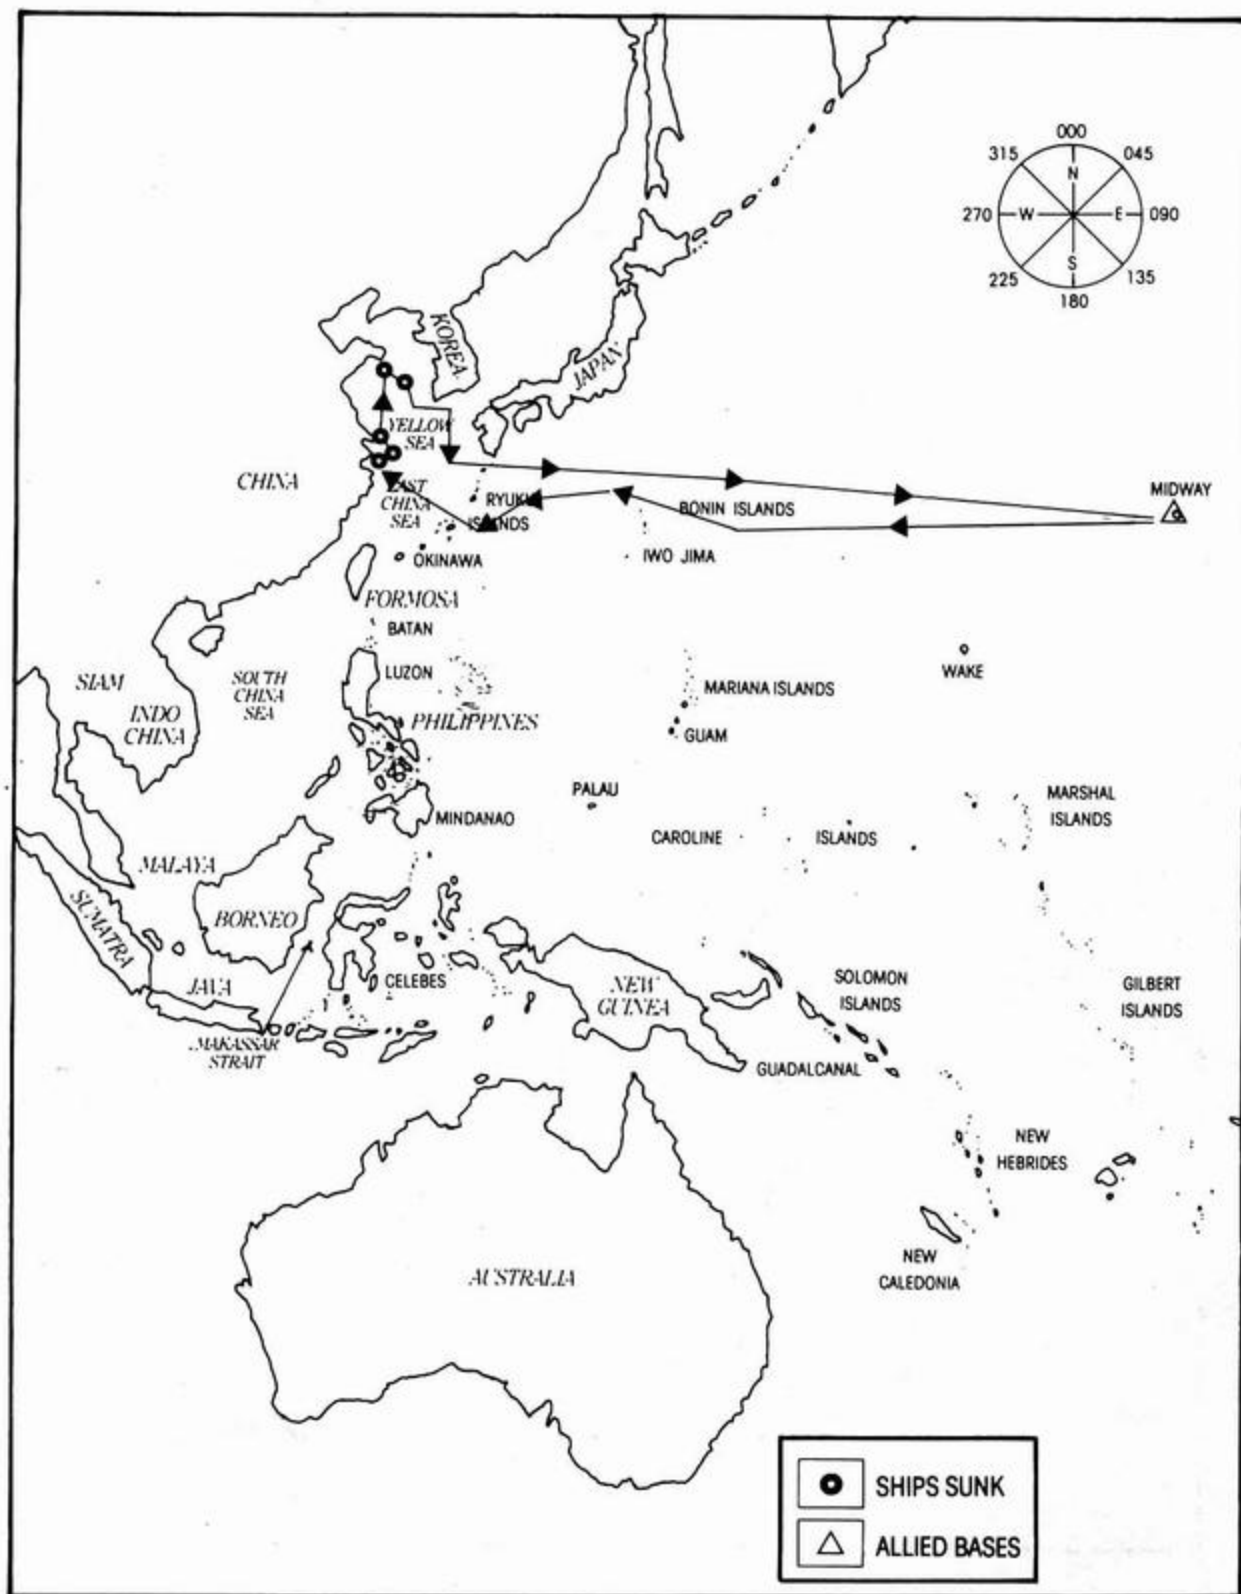 000
315
045
N
270
W
E
090
S
225
135
180
KOREA
JAPAN
YELLOW
SEA
CHINA
EAST
CHINA
SEA
RYUKU
ISLANDS
BONIN ISLANDS
MIDWAY
OKINAWA
IWO JIMA
FORMOSA
BATAN
LUZON
WAKE
SIAM
SOUTH
CHINA
SEA
MARIANA ISLANDS
INDO
CHINA
PHILIPPINES
GUAM
PALAU
MARSHAL
ISLANDS
MINDANAO
CAROLINE
ISLANDS
MALAYA
SUMATRA
BORNEO
JAVA
CELEBES
NEW
GUINEA
SOLOMON
ISLANDS
GILBERT
ISLANDS
MAKASSAR
STRAIT
GUADALCANAL
NEW
HEBRIDES
NEW
CALEDONIA
AUSTRALIA
SHIPS SUNK
ALLIED BASES